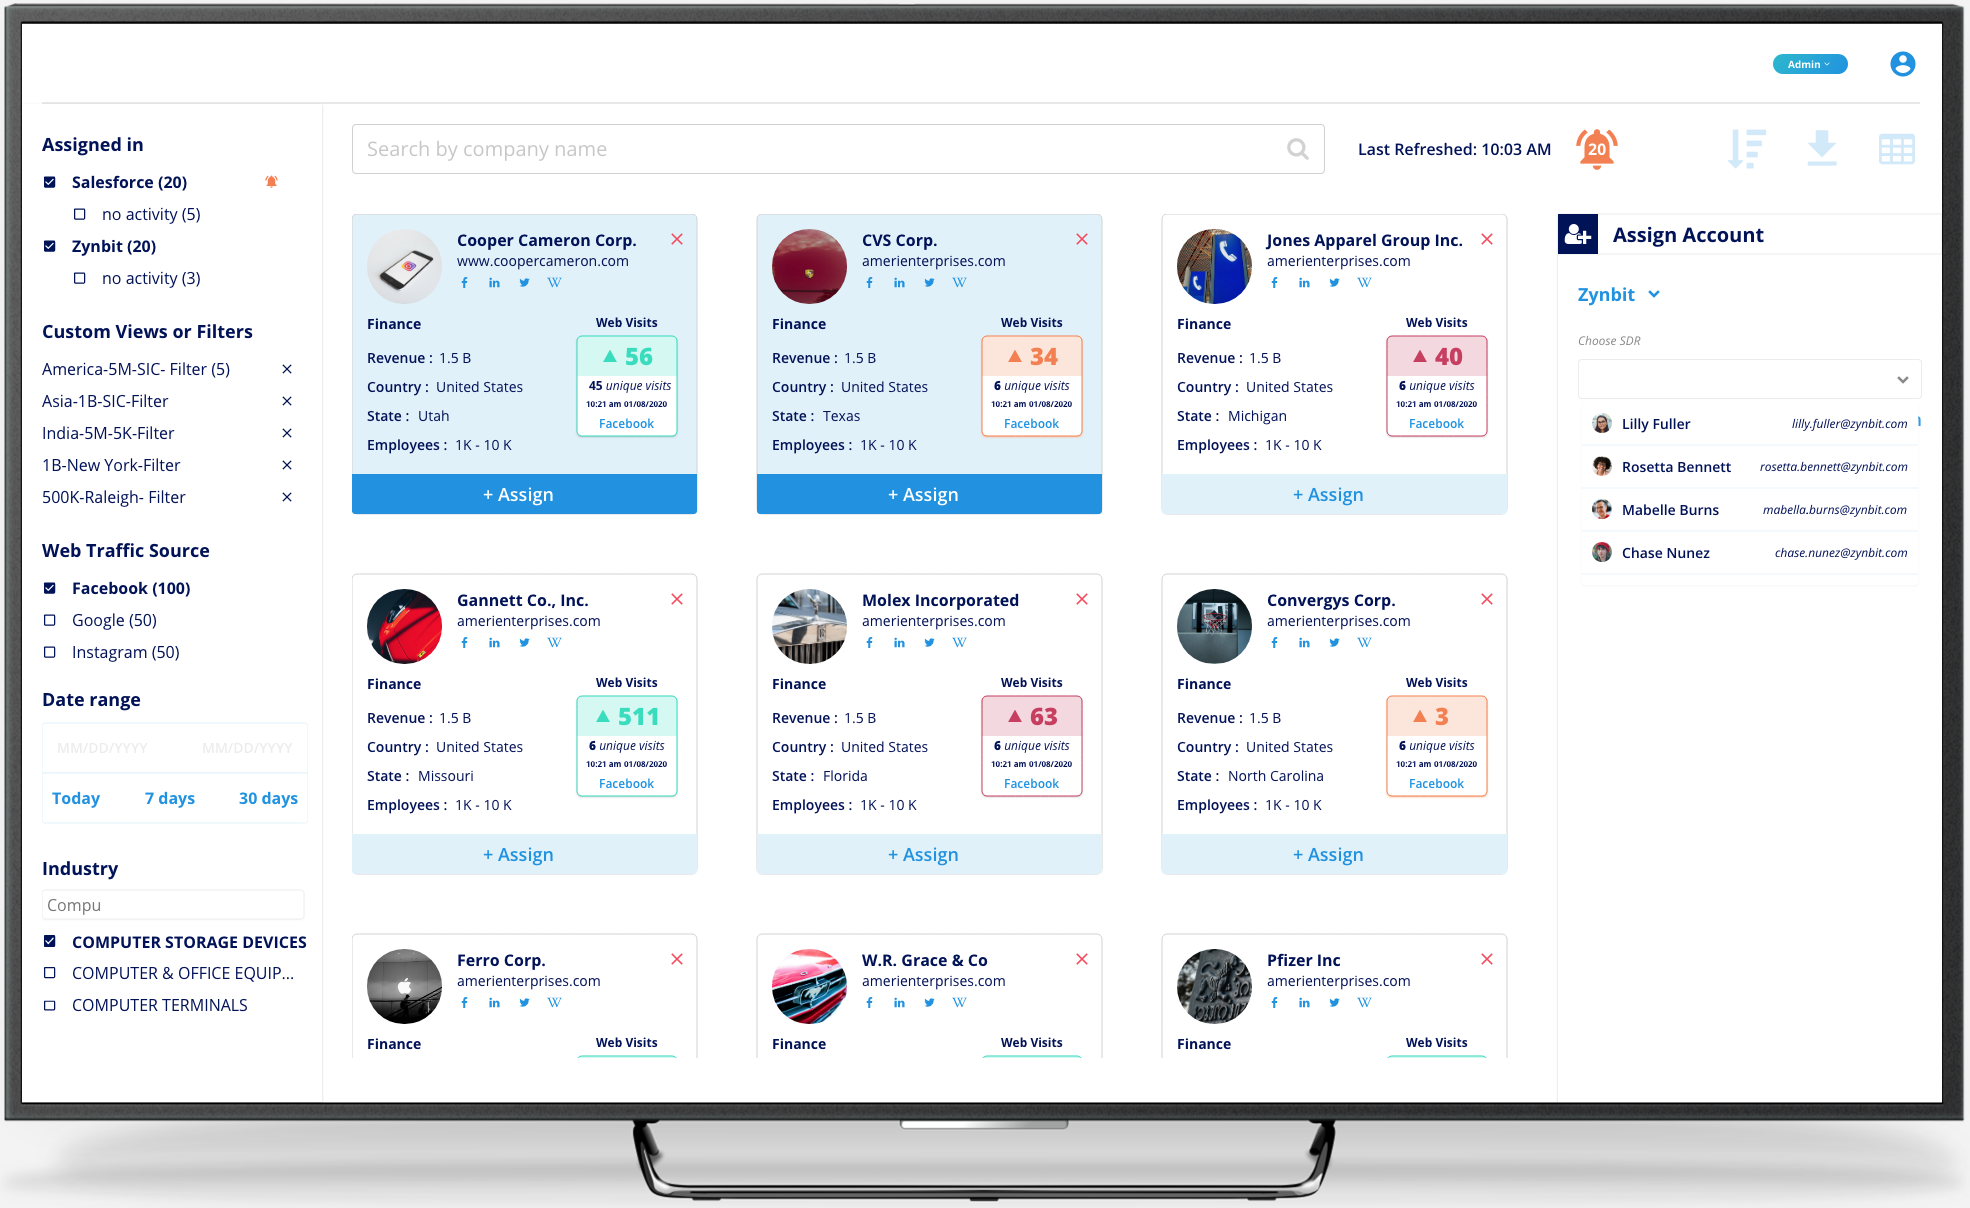 Admin
Assigned in
Salesforce (20)
no activity (5)
Zynbit (20)
no activity (3)
Custom Views or Filters
America-5M-SIC- Filter (5)
Asia-1B-SIC-Filter
India-5M-5K-Filter
1B-New York-Filter
500K-Raleigh- Filter
Web Traffic Source
Facebook (100)
Google (50)
Instagram (50)
Date range
MM/DD/YYYY MM/DD/YYYY
Today 7 days 30 days
Industry
Compu
COMPUTER STORAGE DEVICES
COMPUTER & OFFICE EQUIP...
COMPUTER TERMINALS
Search by company name
Last Refreshed: 10:03 AM
20
Cooper Cameron Corp.
www.coopercameron.com
Finance
Web Visits
Revenue : 1.5 B
Country : United States
State : Utah
Employees : 1K - 10 K
56
45 unique visits
10:21 am 01/08/2020
Facebook
+ Assign
CVS Corp.
amerienterprises.com
Finance
Web Visits
Revenue : 1.5 B
Country : United States
State : Texas
Employees : 1K - 10 K
34
6 unique visits
10:21 am 01/08/2020
Facebook
+ Assign
Jones Apparel Group Inc.
amerienterprises.com
Finance
Web Visits
Revenue : 1.5 B
Country : United States
State : Michigan
Employees : 1K - 10 K
40
6 unique visits
10:21 am 01/08/2020
Facebook
+ Assign
Gannett Co., Inc.
amerienterprises.com
Finance
Web Visits
Revenue : 1.5 B
Country : United States
State : Missouri
Employees : 1K - 10 K
511
6 unique visits
10:21 am 01/08/2020
Facebook
+ Assign
Molex Incorporated
amerienterprises.com
Finance
Web Visits
Revenue : 1.5 B
Country : United States
State : Florida
Employees : 1K - 10 K
63
6 unique visits
10:21 am 01/08/2020
Facebook
+ Assign
Convergys Corp.
amerienterprises.com
Finance
Web Visits
Revenue : 1.5 B
Country : United States
State : North Carolina
Employees : 1K - 10 K
3
6 unique visits
10:21 am 01/08/2020
Facebook
+ Assign
Ferro Corp.
amerienterprises.com
Finance
Web Visits
W.R. Grace & Co
amerienterprises.com
Finance
Web Visits
Pfizer Inc
amerienterprises.com
Finance
Web Visits
Assign Account
Zynbit
Choose SDR
Lilly Fuller lilly.fuller@zynbit.com
Rosetta Bennett rosetta.bennett@zynbit.com
Mabelle Burns mabella.burns@zynbit.com
Chase Nunez chase.nunez@zynbit.com